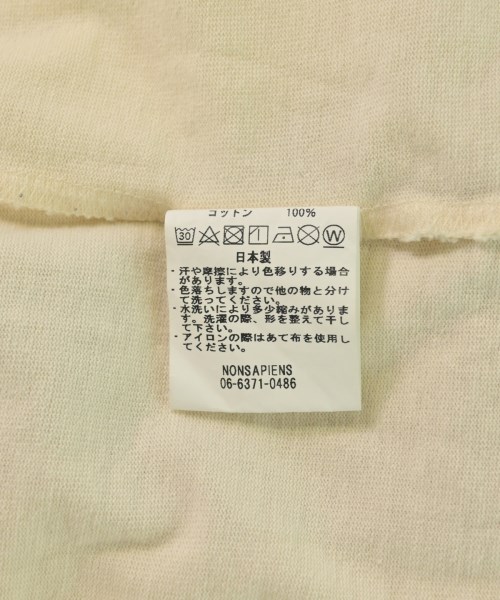 コットン 100%
30 W
日本製
・汗や摩擦により色移りする場合
があります。
・色落ちしますので他の物と分け
て洗ってください。
・水洗いにより多少縮みがありま
す。洗濯の際、形を整えて干し
て下さい。
・アイロンの際はあて布を使用し
てください。
NONSAPIENS
06-6371-0486